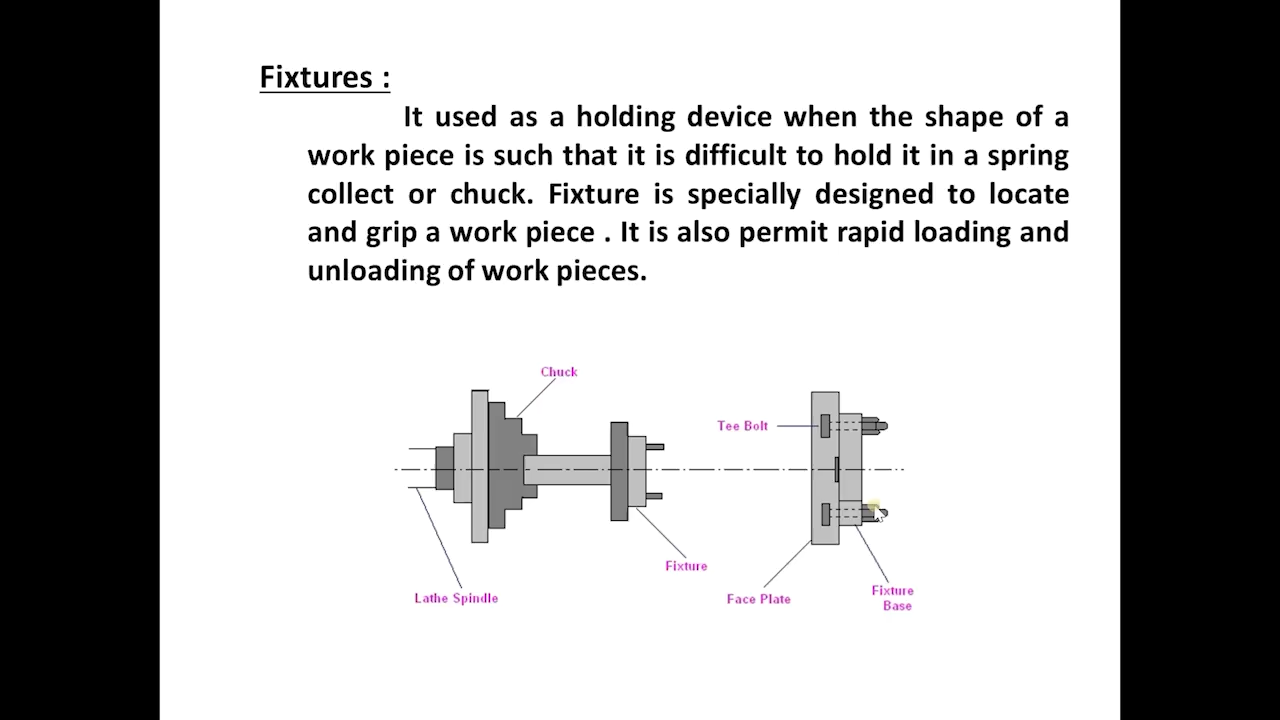 Fixtures :
It used as a holding device when the shape of a
work piece is such that it is difficult to hold it in a spring
collect or chuck. Fixture is specially designed to locate
and grip a work piece . It is also permit rapid loading and
unloading of work pieces.
Chuck
Tee Bolt
Fixture
Lathe Spindle
Face Plate
Fixture
Base